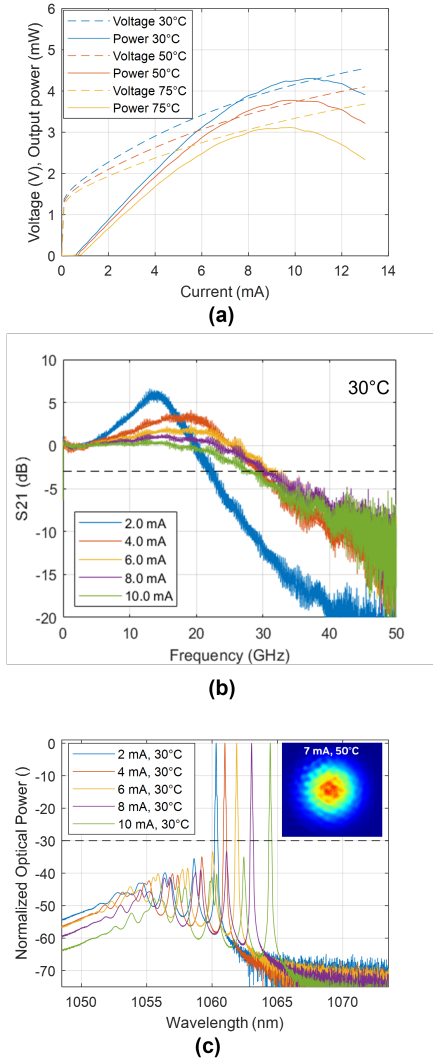 Voltage (V), Output power (mW)
8
7
6
5
4
3
2
1
0
Voltage 30°C
Power 30°C
Voltage 50°C
Power 50°C
Voltage 75°C
Power 75°C
0 2 4 6 8 10 12 14
Current (mA)
(a)
S21 (dB)
10
5
0
-5
-10
-15
-20
30°C
2.0 mA
4.0 mA
6.0 mA
8.0 mA
10.0 mA
0 10 20 30 40 50
Frequency (GHz)
(b)
Normalized Optical Power ()
0
-10
-20
-30
-40
-50
-60
-70
2 mA, 30°C
4 mA, 30°C
6 mA, 30°C
8 mA, 30°C
10 mA, 30°C
7 mA, 50°C
1050 1055 1060 1065 1070
Wavelength (nm)
(c)